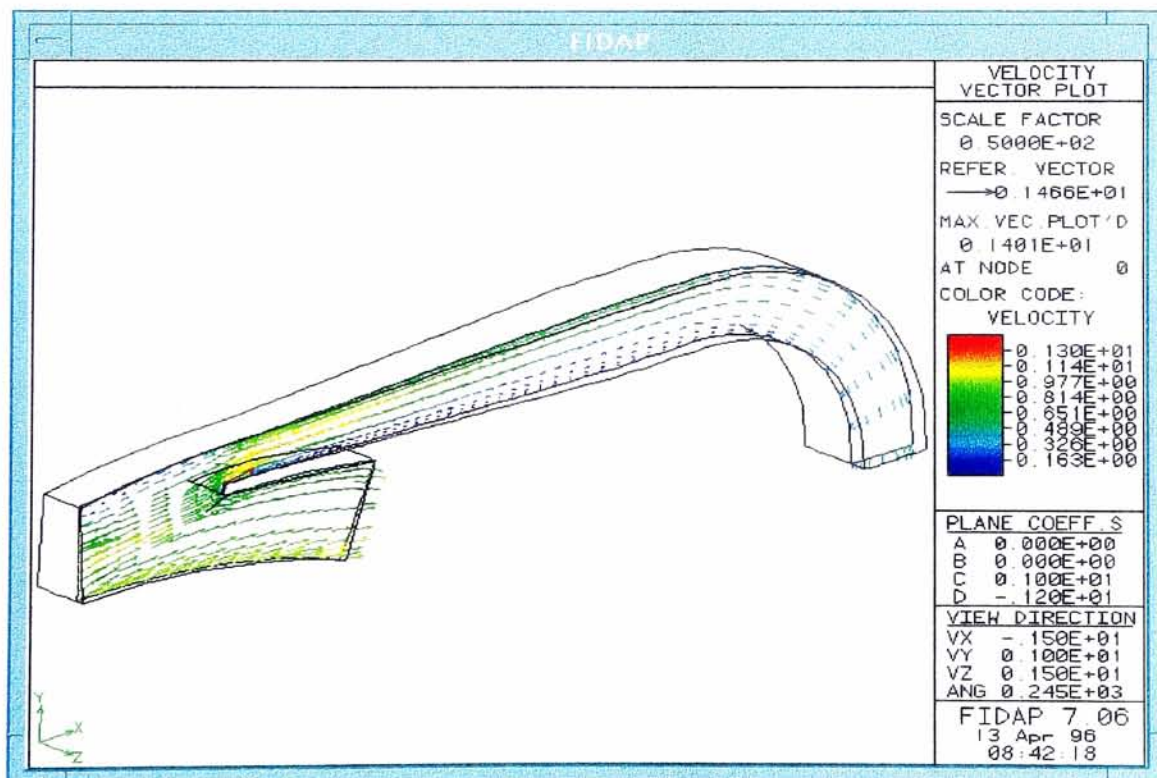 FIDAP
VELOCITY
VECTOR PLOT
SCALE FACTOR
0.5000E+02
REFER. VECTOR
0.1466E+01
MAX.VEC.PLOT'D
0.1401E+01
AT NODE 0
COLOR CODE:
VELOCITY
0.130E+01
0.114E+01
0.977E+00
0.814E+00
0.651E+00
0.489E+00
0.326E+00
0.163E+00
PLANE COEFF.S
A 0.000E+00
B 0.000E+00
C 0.100E+01
D -.120E+01
VIEW DIRECTION
VX -.150E+01
VY 0.100E+01
VZ 0.150E+01
ANG 0.245E+03
FIDAP 7.06
13 Apr 96
08:42:18
Y
X
Z